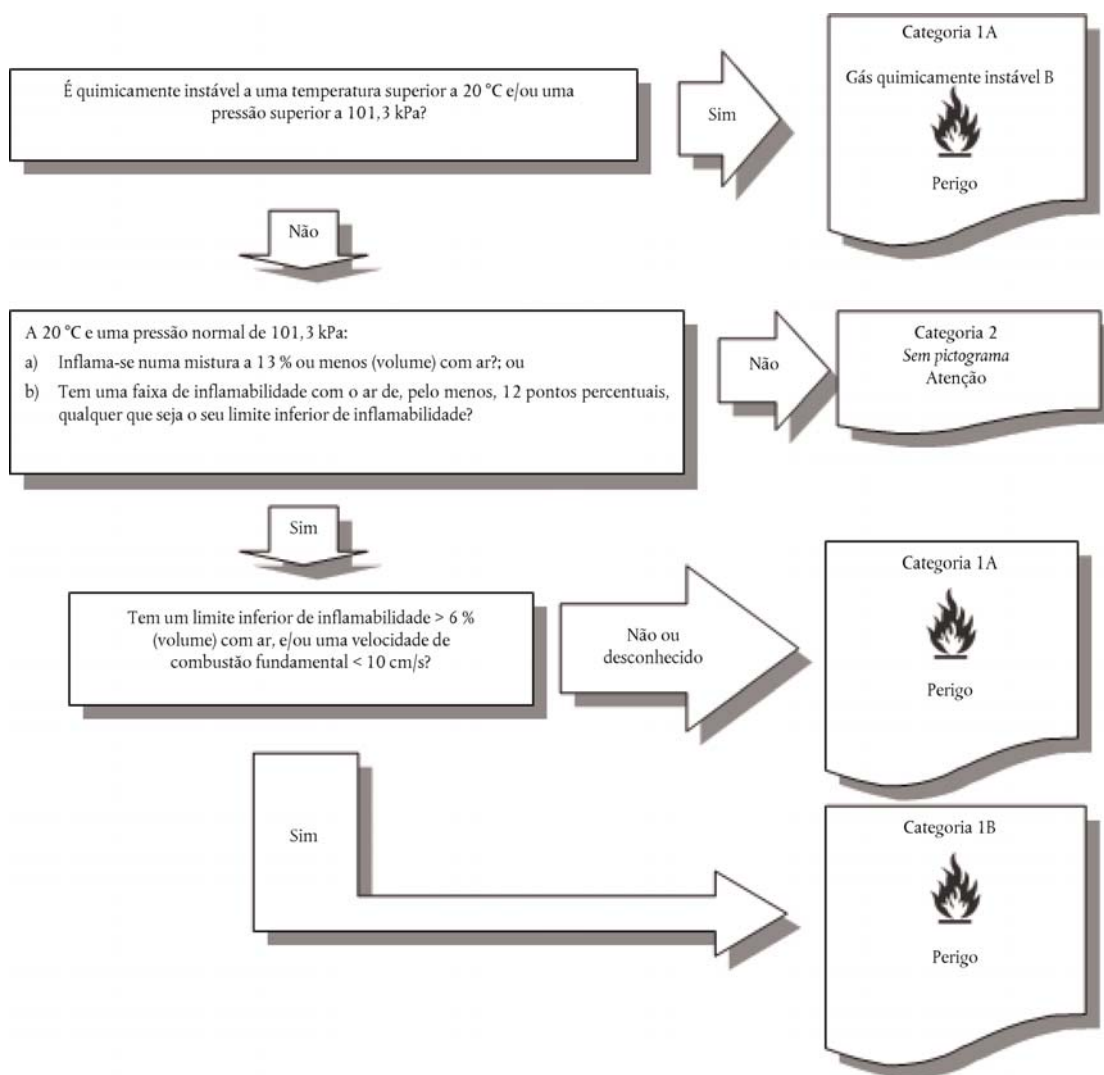 É quimicamente instável a uma temperatura superior a 20 °C e/ou uma
pressão superior a 101,3 kPa?
Sim
Categoria 1A
Gás quimicamente instável B
Perigo
Não
A 20 °C e uma pressão normal de 101,3 kPa:
a) Inflama-se numa mistura a 13 % ou menos (volume) com ar?; ou
b) Tem uma faixa de inflamabilidade com o ar de, pelo menos, 12 pontos percentuais,
qualquer que seja o seu limite inferior de inflamabilidade?
Não
Categoria 2
Sem pictograma
Atenção
Sim
Tem um limite inferior de inflamabilidade > 6 %
(volume) com ar, e/ou uma velocidade de
combustão fundamental < 10 cm/s?
Não ou
desconhecido
Categoria 1A
Perigo
Sim
Categoria 1B
Perigo